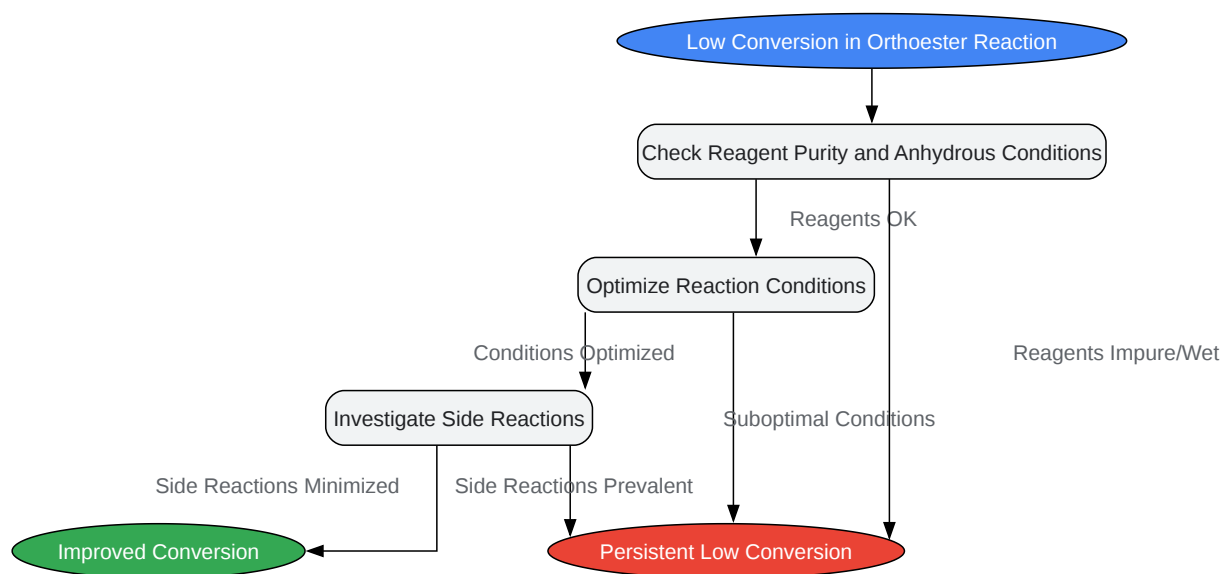 Low Conversion in Orthoester Reaction
Check Reagent Purity and Anhydrous Conditions
Reagents OK
Optimize Reaction Conditions
Conditions Optimized
Reagents Impure/Wet
Investigate Side Reactions
Suboptimal Conditions
Side Reactions Minimized
Side Reactions Prevalent
Improved Conversion
Persistent Low Conversion